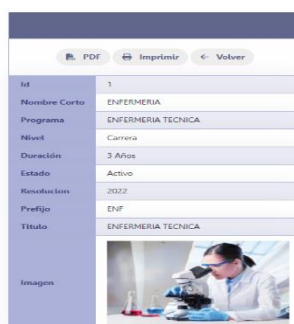 PDF Imprimir ← Volver
Id 1
Nombre Corto ENFERMERIA
Programa ENFERMERIA TECNICA
Nivel Carrera
Duración 3 Años
Estado Activo
Resolucion 2022
Prefijo ENF
Titulo ENFERMERIA TECNICA
Imagen